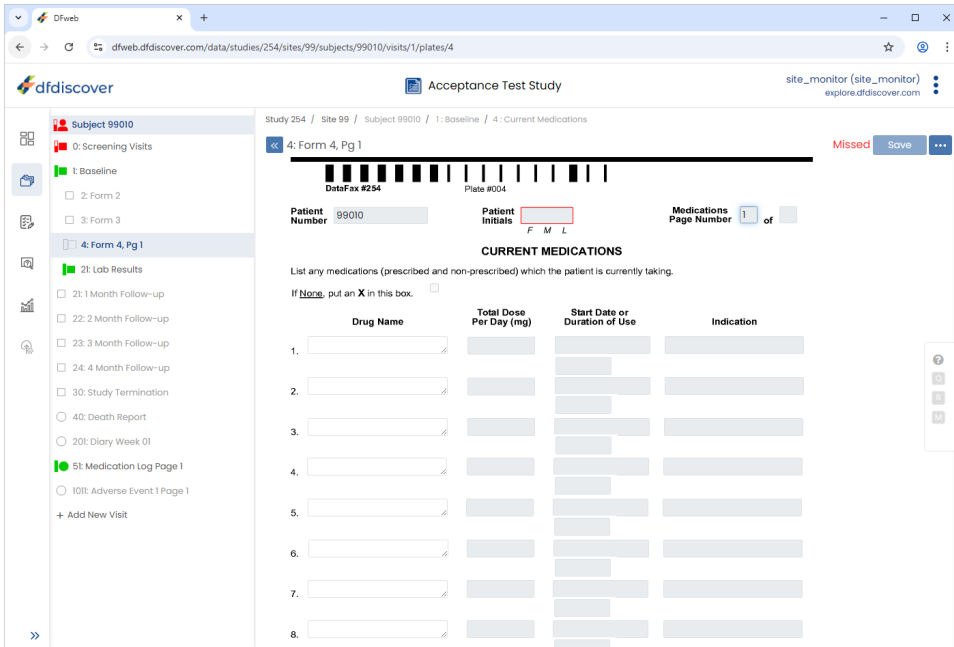 DFweb
dfweb.dfdiscover.com/data/studies/254/sites/99/subjects/99010/visits/1/plates/4
dfdiscover
Acceptance Test Study
site_monitor (site_monitor)
explore.dfdiscover.com
Subject 99010
0: Screening Visits
1: Baseline
2: Form 2
3: Form 3
4: Form 4, Pg 1
21: Lab Results
21: 1 Month Follow-up
22: 2 Month Follow-up
23: 3 Month Follow-up
24: 4 Month Follow-up
30: Study Termination
40: Death Report
201: Diary Week 01
51: Medication Log Page 1
1011: Adverse Event 1 Page 1
+ Add New Visit
Study 254 / Site 99 / Subject 99010 / 1 : Baseline / 4 : Current Medications
4: Form 4, Pg 1
Missed
Save
DataFax #254
Plate #004
Patient Number
99010
Patient Initials
F M L
Medications Page Number
1
of
CURRENT MEDICATIONS
List any medications (prescribed and non-prescribed) which the patient is currently taking.
If None, put an X in this box.
Drug Name
Total Dose
Per Day (mg)
Start Date or
Duration of Use
Indication
1.
2.
3.
4.
5.
6.
7.
8.
?
Q
R
M